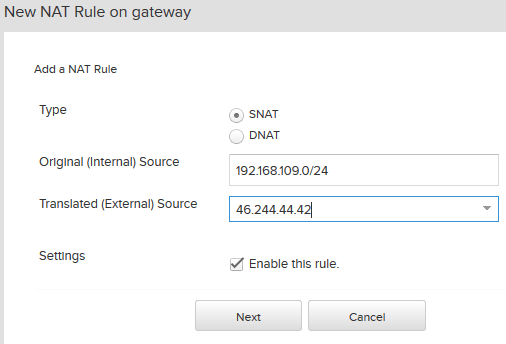 New NAT Rule on gateway
Add a NAT Rule
Type
SNAT
DNAT
Original (Internal) Source
192.168.109.0/24
Translated (External) Source
46.244.44.42
Settings
Enable this rule.
Next
Cancel